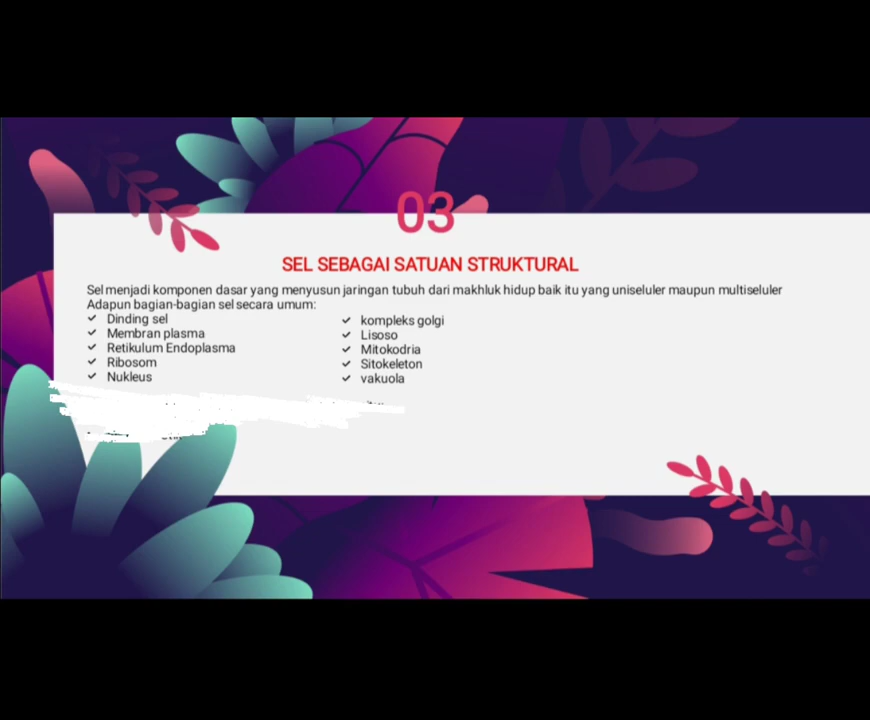 03
SEL SEBAGAI SATUAN STRUKTURAL
Sel menjadi komponen dasar yang menyusun jaringan tubuh dari makhluk hidup baik itu yang uniseluler maupun multiseluler
Adapun bagian-bagian sel secara umum:
✓ Dinding sel
✓ Membran plasma
✓ Retikulum Endoplasma
✓ Ribosom
✓ Nukleus
✓ kompleks golgi
✓ Lisoso
✓ Mitokodria
✓ Sitokeleton
✓ vakuola